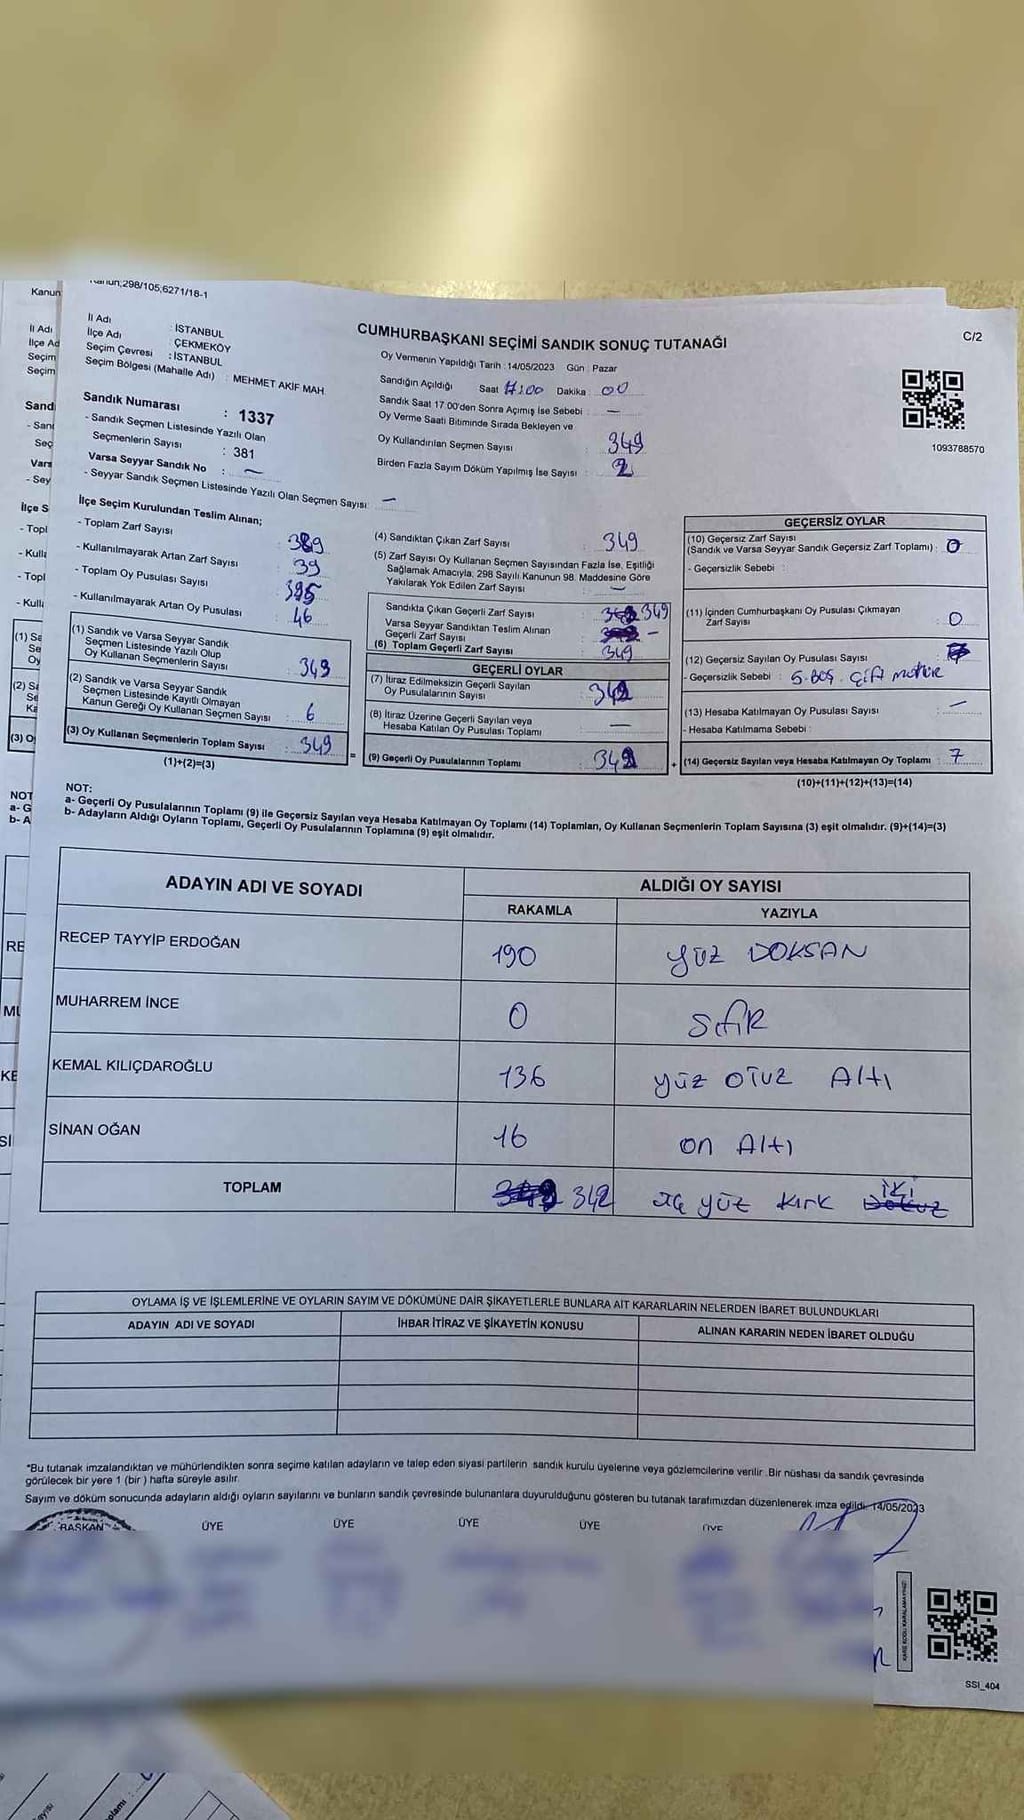 Kanun;298/105;6271/18-1
C/2
İl Adı : İSTANBUL
İlçe Adı : ÇEKMEKÖY
Seçim Çevresi : İSTANBUL
Seçim Bölgesi (Mahalle Adı) : MEHMET AKİF MAH
Sandık Numarası : 1337
- Sandık Seçmen Listesinde Yazılı Olan
Seçmenlerin Sayısı : 381
Varsa Seyyar Sandık No : —
- Seyyar Sandık Seçmen Listesinde Yazılı Olan Seçmen Sayısı: —
CUMHURBAŞKANI SEÇİMİ SANDIK SONUÇ TUTANAĞI
Oy Vermenin Yapıldığı Tarih : 14/05/2023 Gün : Pazar
Sandığın Açıldığı Saat 17:00 Dakika : 00
Sandık Saat 17:00'den Sonra Açımış İse Sebebi : —
Oy Verme Saati Bitiminde Sırada Bekleyen ve
Oy Kullandırılan Seçmen Sayısı : 349
Birden Fazla Sayım Döküm Yapılmış İse Sayısı : 2
1093788570
İlçe Seçim Kurulundan Teslim Alınan;
- Toplam Zarf Sayısı : 389
- Kullanılmayarak Artan Zarf Sayısı : 39
- Toplam Oy Pusulası Sayısı : 395
- Kullanılmayarak Artan Oy Pusulası : 46
(1) Sandık ve Varsa Seyyar Sandık
Seçmen Listesinde Yazılı Olup
Oy Kullanan Seçmenlerin Sayısı : 343
(2) Sandık ve Varsa Seyyar Sandık
Seçmen Listesinde Kayıtlı Olmayan
Kanun Gereği Oy Kullanan Seçmen Sayısı : 6
(3) Oy Kullanan Seçmenlerin Toplam Sayısı : 349
(1)+(2)=(3)
(4) Sandıktan Çıkan Zarf Sayısı : 349
(5) Zarf Sayısı Oy Kullanan Seçmen Sayısından Fazla İse, Eşitliği
Sağlamak Amacıyla; 298 Sayılı Kanunun 98. Maddesine Göre
Yakılarak Yok Edilen Zarf Sayısı : —
Sandıkta Çıkan Geçerli Zarf Sayısı : 349
Varsa Seyyar Sandıktan Teslim Alınan
Geçerli Zarf Sayısı : —
(6) Toplam Geçerli Zarf Sayısı : 349
GEÇERLİ OYLAR
(7) İtiraz Edilmeksizin Geçerli Sayılan
Oy Pusulalarının Sayısı : 342
(8) İtiraz Üzerine Geçerli Sayılan veya
Hesaba Katılan Oy Pusulası Toplamı : —
(9) Geçerli Oy Pusulalarının Toplamı : 342
GEÇERSİZ OYLAR
(10) Geçersiz Zarf Sayısı
(Sandık ve Varsa Seyyar Sandık Geçersiz Zarf Toplamı) : 0
- Geçersizlik Sebebi :
(11) İçinden Cumhurbaşkanı Oy Pusulası Çıkmayan
Zarf Sayısı : 0
(12) Geçersiz Sayılan Oy Pusulası Sayısı : 7
- Geçersizlik Sebebi : 5.BOŞ. Çift mühür
(13) Hesaba Katılmayan Oy Pusulası Sayısı : —
- Hesaba Katılmama Sebebi :
(14) Geçersiz Sayılan veya Hesaba Katılmayan Oy Toplamı : 7
(10)+(11)+(12)+(13)=(14)
NOT:
a- Geçerli Oy Pusulalarının Toplamı (9) ile Geçersiz Sayılan veya Hesaba Katılmayan Oy Toplamı (14) Toplamları, Oy Kullanan Seçmenlerin Toplam Sayısına (3) eşit olmalıdır. (9)+(14)=(3)
b- Adayların Aldığı Oyların Toplamı, Geçerli Oy Pusulalarının Toplamına (9) eşit olmalıdır.
ADAYIN ADI VE SOYADI ALDIĞI OY SAYISI
RAKAMLA YAZIYLA
RECEP TAYYİP ERDOĞAN 190 yüz DOKSAN
MUHARREM İNCE 0 SıfıR
KEMAL KILIÇDAROĞLU 136 yüz OTUZ Altı
SİNAN OĞAN 16 on Altı
TOPLAM 349 342 üç yüz kırk Dokuz İKİ
OYLAMA İŞ VE İŞLEMLERİNE VE OYLARIN SAYIM VE DÖKÜMÜNE DAİR ŞİKAYETLERLE BUNLARA AİT KARARLARIN NELERDEN İBARET BULUNDUKLARI
ADAYIN ADI VE SOYADI İHBAR İTİRAZ VE ŞİKAYETİN KONUSU ALINAN KARARIN NEDEN İBARET OLDUĞU
*Bu tutanak imzalandıktan ve mühürlendikten sonra seçime katılan adayların ve talep eden siyasi partilerin sandık kurulu üyelerine veya gözlemcilerine verilir. Bir nüshası da sandık çevresinde
görülecek bir yere 1 (bir ) hafta süreyle asılır.
Sayım ve döküm sonucunda adayların aldığı oyların sayılarını ve bunların sandık çevresinde bulunanlara duyurulduğunu gösteren bu tutanak tarafımızdan düzenlenerek imza edildi. 14/05/2023
BAŞKAN ÜYE ÜYE ÜYE ÜYE ÜYE
KARE KODU KARALAMAYINIZ!
SSI_404